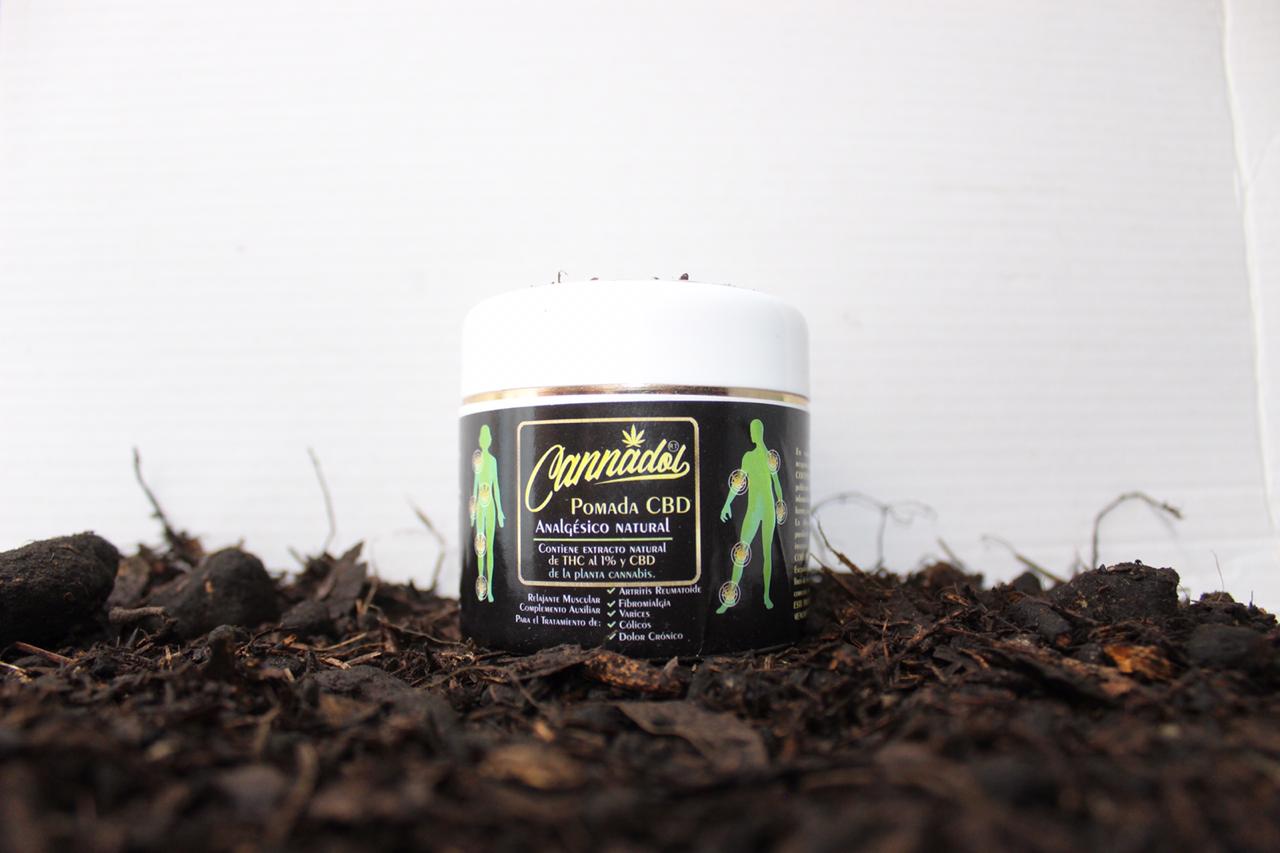 Cannadol
POMADA CBD
ANALGÉSICO NATURAL
CONTIENE EXTRACTO NATURAL
DE THC AL 1% Y CBD
DE LA PLANTA CANNABIS.
RELAJANTE MUSCULAR
COMPLEMENTO AUXILIAR
PARA EL TRATAMIENTO DE:
✓ ARTRITIS REUMATOIDE
✓ FIBROMIALGIA
✓ VARICES
✓ CÓLICOS
✓ DOLOR CRÓNICO